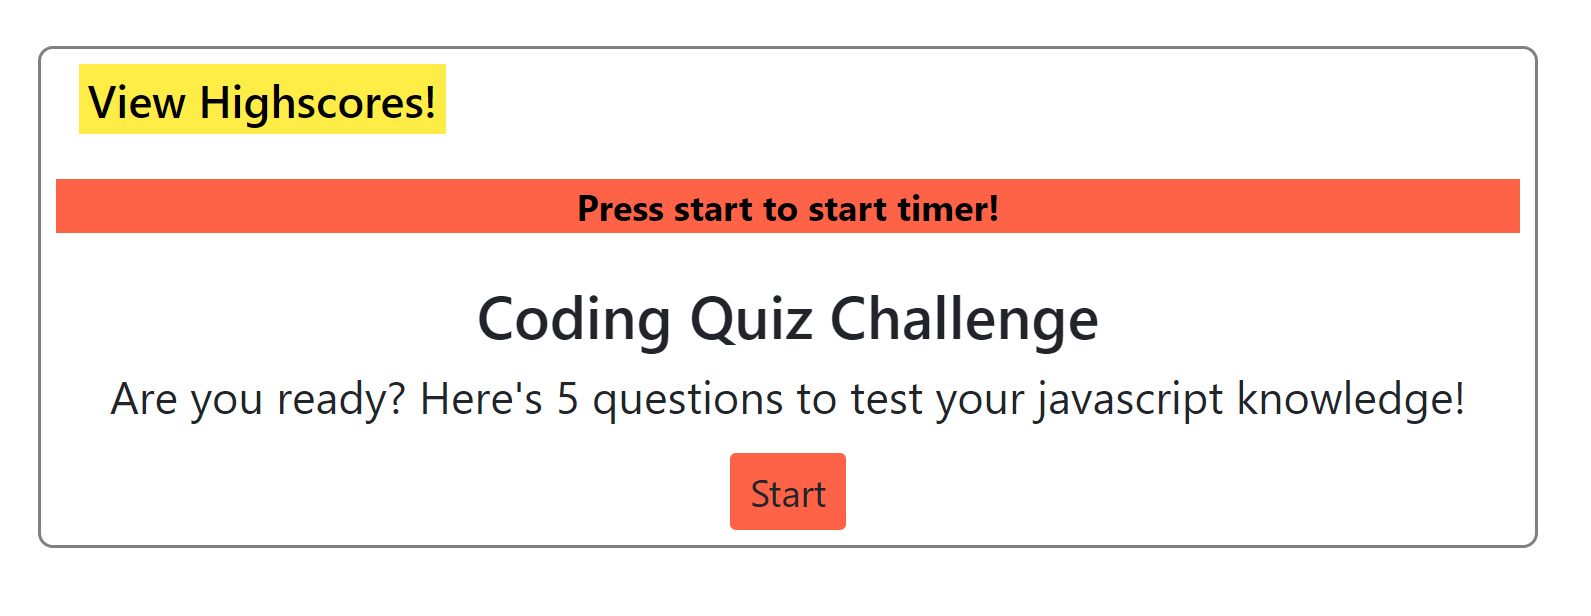 View Highscores!
Press start to start timer!
Coding Quiz Challenge
Are you ready? Here's 5 questions to test your javascript knowledge!
Start